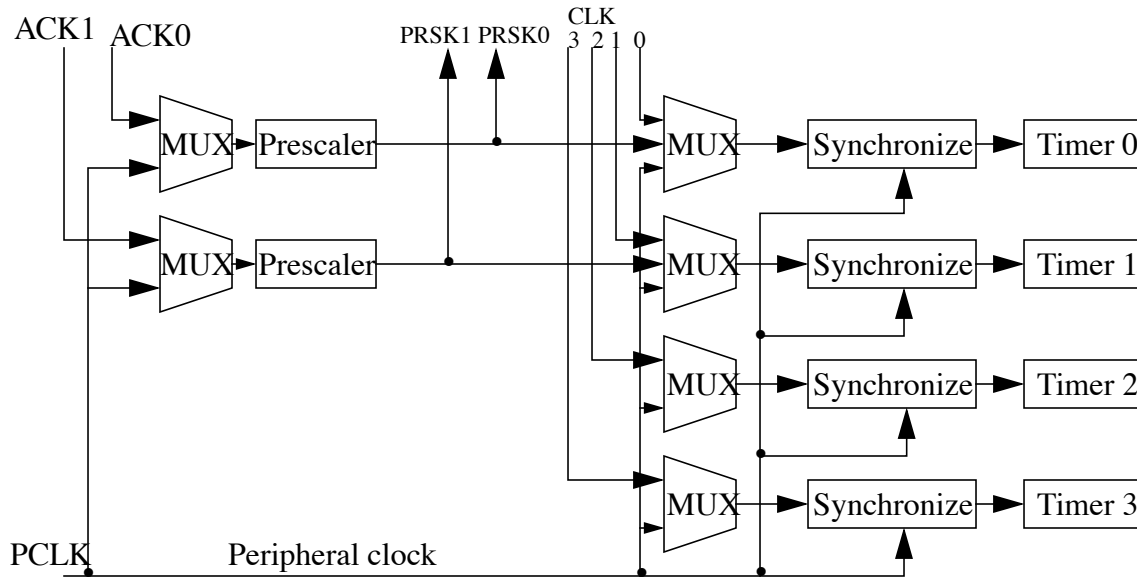 ACK1
ACK0
PRSK1 PRSK0
CLK
3 2 1 0
MUX
Prescaler
MUX
Synchronize
Timer 0
MUX
Prescaler
MUX
Synchronize
Timer 1
MUX
Synchronize
Timer 2
MUX
Synchronize
Timer 3
PCLK
Peripheral clock